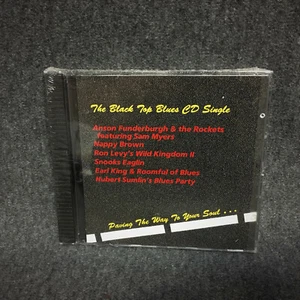 The Black Top Blues CD Single
Anson Funderburgh & the Rockets
featuring Sam Myers
Nappy Brown
Ron Levy's Wild Kingdom II
Snooks Eaglin
Earl King & Roomful of Blues
Hubert Sumlin's Blues Party
Paving The Way To Your Soul . . .